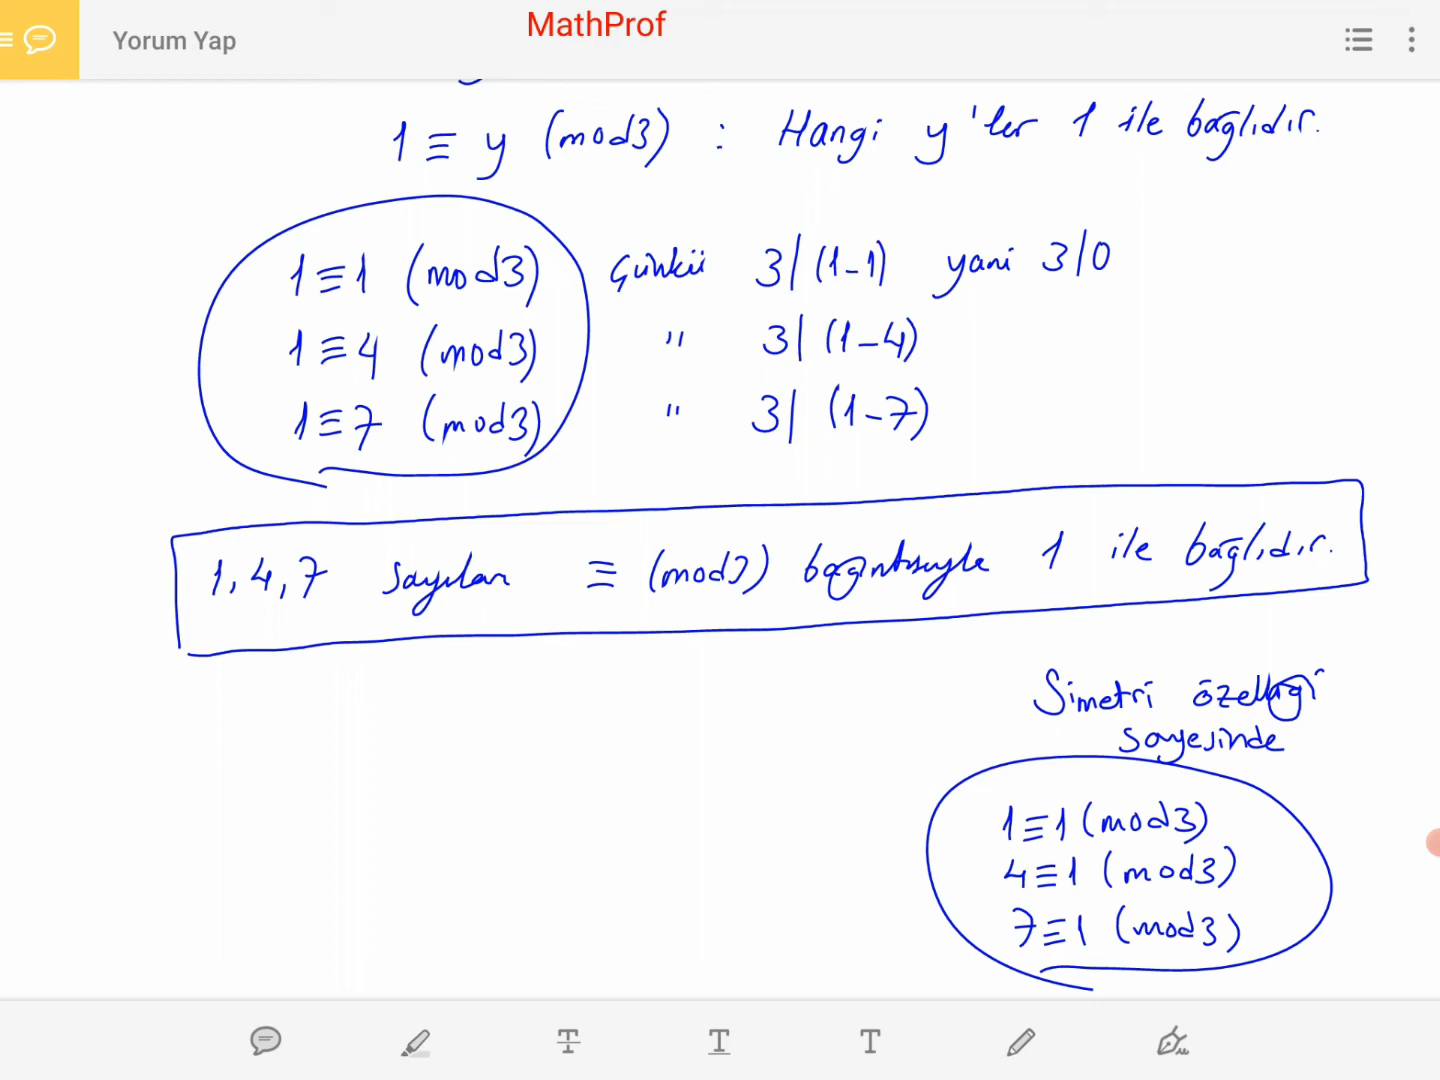 MathProf
Yorum Yap
1 ≡ y (mod3) : Hangi y'ler 1 ile bağlıdır.
1 ≡ 1 (mod3) Çünkü 3|(1-1) yani 3|0
1 ≡ 4 (mod3) " 3|(1-4)
1 ≡ 7 (mod3) " 3|(1-7)
1, 4, 7 sayıları ≡ (mod3) bağıntısıyla 1 ile bağlıdır.
Simetri özelliği
sayesinde
1 ≡ 1 (mod3)
4 ≡ 1 (mod3)
7 ≡ 1 (mod3)